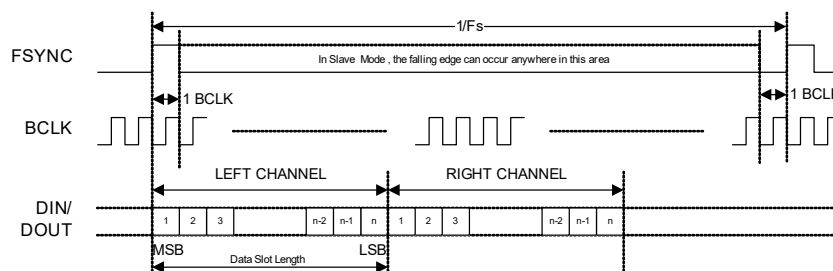 1/Fs
FSYNC
In Slave Mode , the falling edge can occur anywhere in this area
1 BCLK
1 BCLK
BCLK
LEFT CHANNEL
RIGHT CHANNEL
DIN/
DOUT
1 2 3 n-2 n-1 n 1 2 3 n-2 n-1 n
MSB
LSB
Data Slot Length